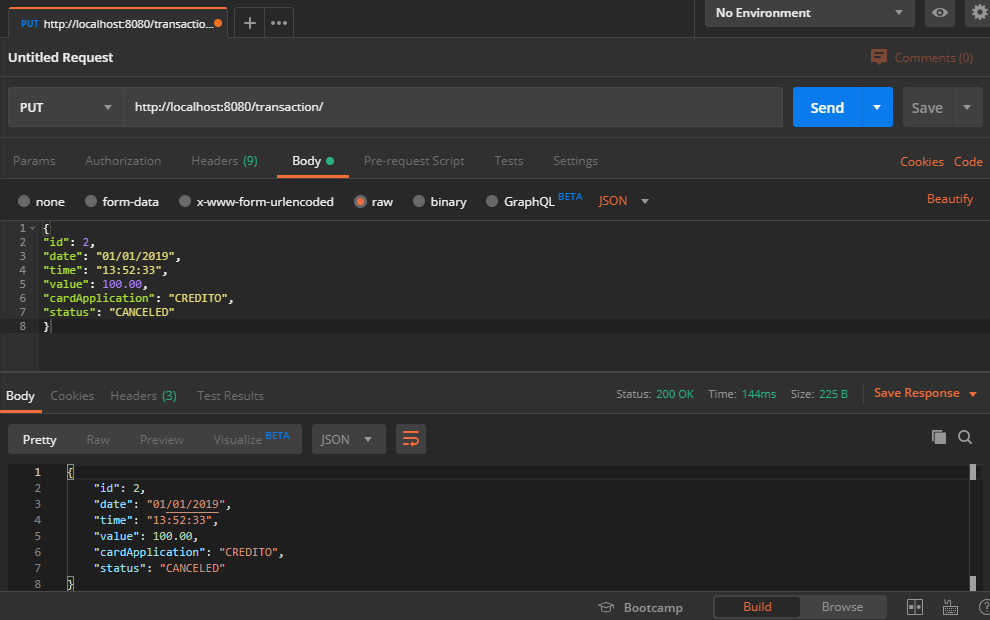 PUT http://localhost:8080/transactio... + •••
No Environment
Untitled Request
Comments (0)
PUT http://localhost:8080/transaction/ Send Save
Params Authorization Headers (9) Body Pre-request Script Tests Settings Cookies Code
none form-data x-www-form-urlencoded raw binary GraphQL BETA JSON Beautify
1 {
2 "id": 2,
3 "date": "01/01/2019",
4 "time": "13:52:33",
5 "value": 100.00,
6 "cardApplication": "CREDITO",
7 "status": "CANCELED"
8 }
Body Cookies Headers (3) Test Results Status: 200 OK Time: 144ms Size: 225 B Save Response
Pretty Raw Preview Visualize BETA JSON
1 {
2 "id": 2,
3 "date": "01/01/2019",
4 "time": "13:52:33",
5 "value": 100.00,
6 "cardApplication": "CREDITO",
7 "status": "CANCELED"
8 }
Bootcamp Build Browse ?